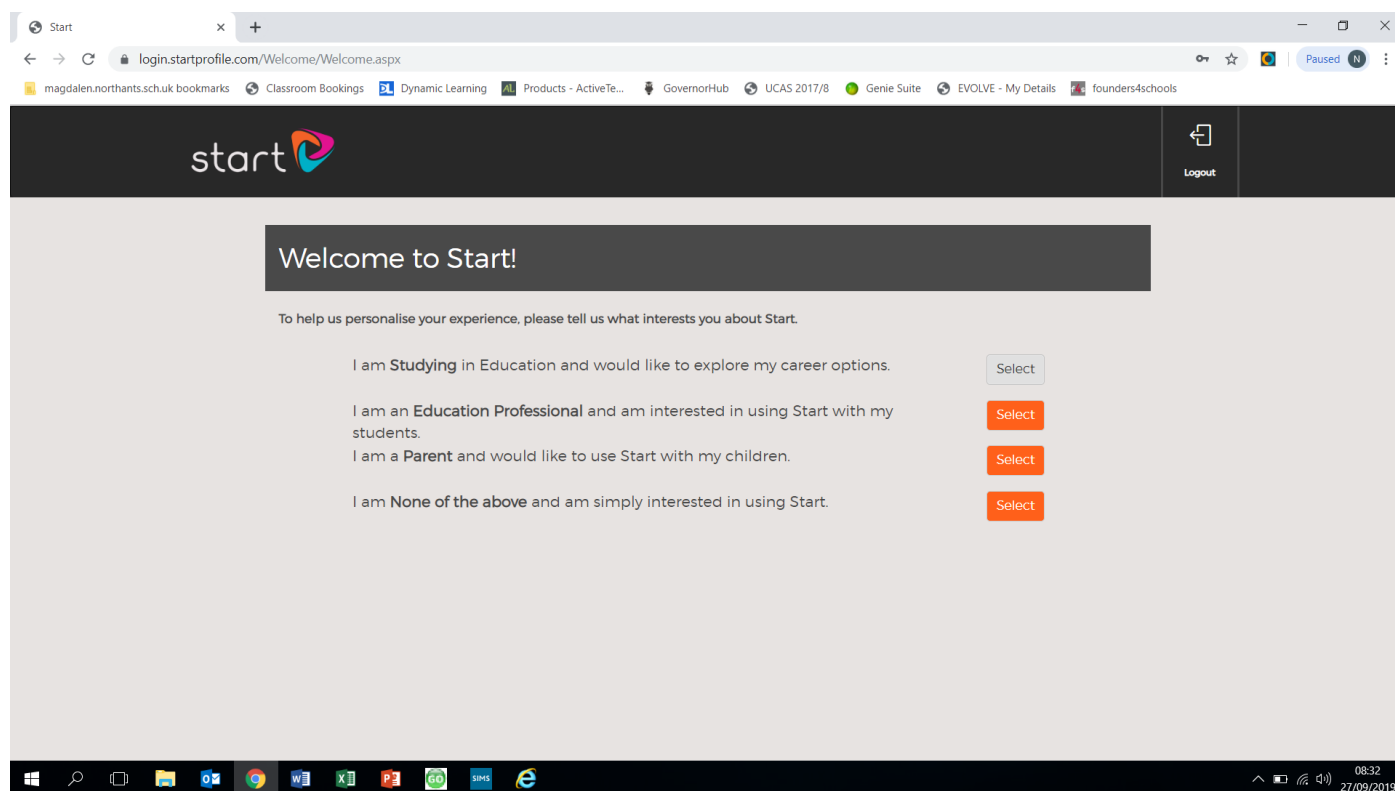 Start
login.startprofile.com/Welcome/Welcome.aspx
Paused N
magdalen.northants.sch.uk bookmarks Classroom Bookings DL Dynamic Learning AL Products - ActiveTe... GovernorHub UCAS 2017/8 Genie Suite EVOLVE - My Details founders4schools
start
Logout
Welcome to Start!
To help us personalise your experience, please tell us what interests you about Start.
I am Studying in Education and would like to explore my career options. Select
I am an Education Professional and am interested in using Start with my Select
students.
I am a Parent and would like to use Start with my children. Select
I am None of the above and am simply interested in using Start. Select
GO SIMS
08:32
27/09/2019